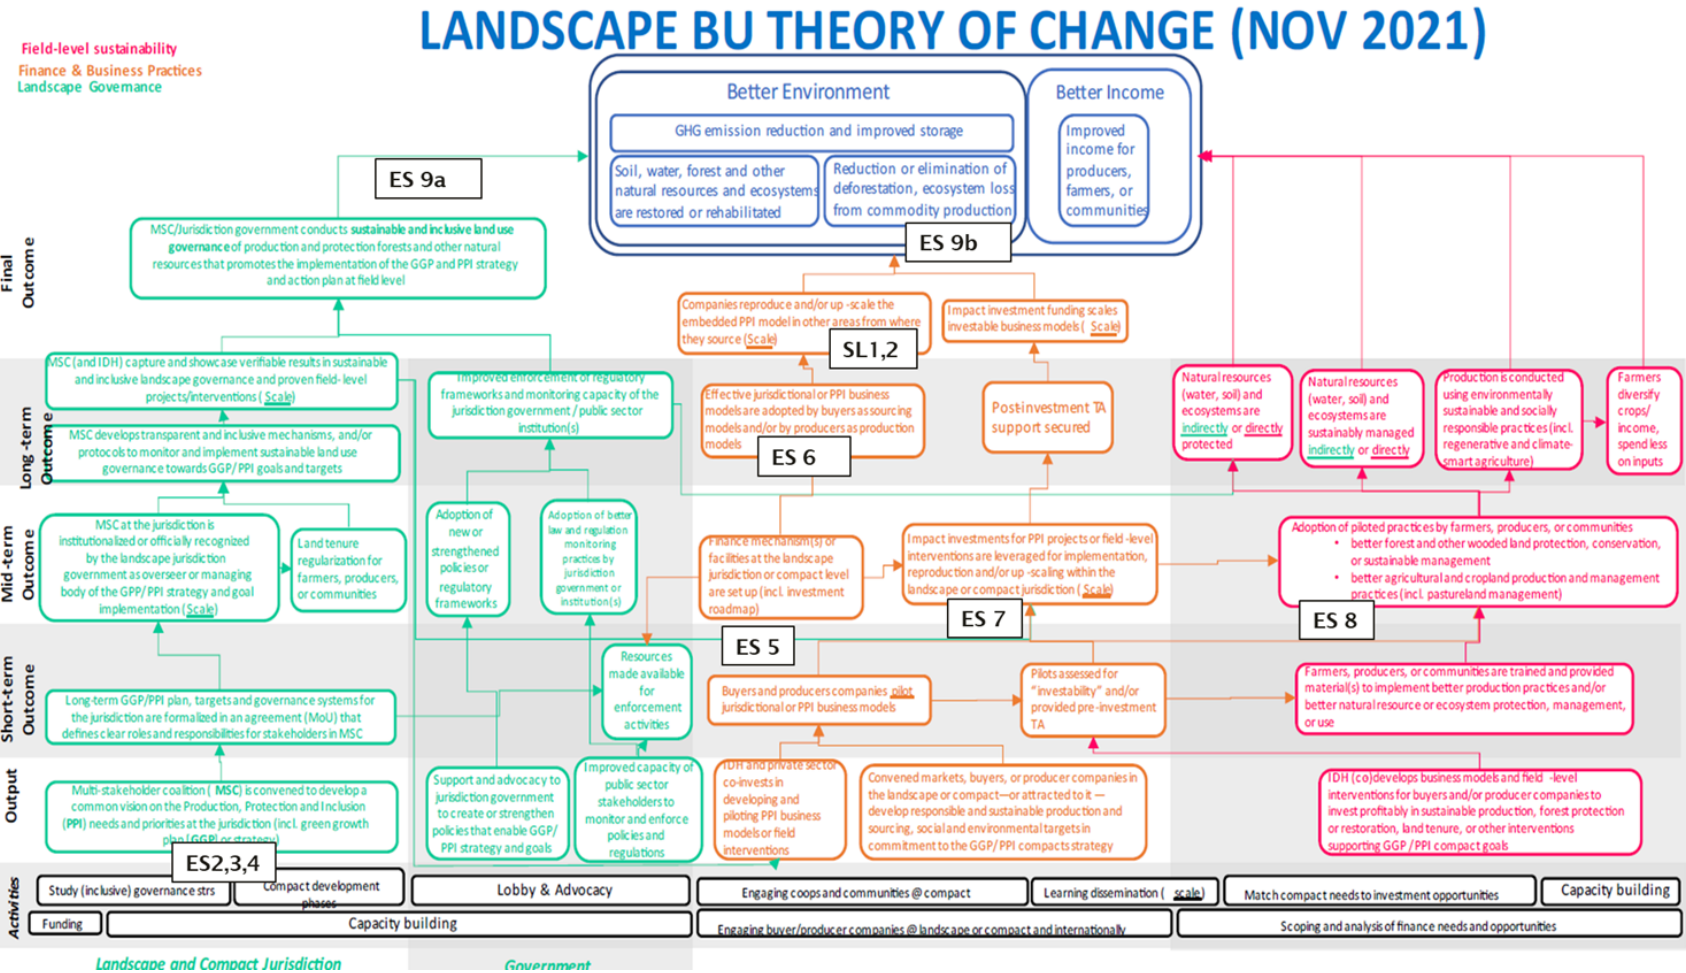 LANDSCAPE BU THEORY OF CHANGE (NOV 2021)
Field-level sustainability
Finance & Business Practices
Landscape Governance
Better Environment
GHG emission reduction and improved storage
Soil, water, forest and other
natural resources and ecosystems
are restored or rehabilitated
Reduction or elimination of
deforestation, ecosystem loss
from commodity production
Better Income
Improved
income for
producers,
farmers, or
communities
ES 9a
ES 9b
Final
Outcome
MSC/Jurisdiction government conducts sustainable and inclusive land use
governance of production and protection forests and other natural
resources that promotes the implementation of the GGP and PPI strategy
and action plan at field level
Companies reproduce and/or up -scale the
embedded PPI model in other areas from where
they source (Scale)
Impact investment funding scales
investable business models ( Scale)
SL1,2
Long -term
Outcome
MSC (and IDH) capture and showcase verifiable results in sustainable
and inclusive landscape governance and proven field- level
projects/interventions ( Scale)
MSC develops transparent and inclusive mechanisms, and/or
protocols to monitor and implement sustainable land use
governance towards GGP/ PPI goals and targets
Improved enforcement of regulatory
frameworks and monitoring capacity of the
jurisdiction government / public sector
institution(s)
Effective jurisdictional or PPI business
models are adopted by buyers as sourcing
models and/or by producers as production
models
ES 6
Post-investment TA
support secured
Natural resources
(water, soil) and
ecosystems are
indirectly or directly
protected
Natural resources
(water, soil) and
ecosystems are
sustainably managed
indirectly or directly
Production is conducted
using environmentally
sustainable and socially
responsible practices (incl.
regenerative and climate-
smart agriculture)
Farmers
diversify
crops/
income,
spend less
on inputs
Mid-term
Outcome
MSC at the jurisdiction is
institutionalized or officially recognized
by the landscape jurisdiction
government as overseer or managing
body of the GPP/ PPI strategy and goal
implementation (Scale)
Land tenure
regularization for
farmers, producers,
or communities
Adoption of
new or
strengthened
policies or
regulatory
frameworks
Adoption of better
law and regulation
monitoring
practices by
jurisdiction
government or
institution(s)
Finance mechanism(s) or
facilities at the landscape
jurisdiction or compact level
are set up (incl. investment
roadmap)
Impact investments for PPI projects or field -level
interventions are leveraged for implementation,
reproduction and/or up -scaling within the
landscape or compact jurisdiction ( Scale)
Adoption of piloted practices by farmers, producers, or communities
• better forest and other wooded land protection, conservation,
or sustainable management
• better agricultural and cropland production and management
practices (incl. pastureland management)
ES 7
ES 8
ES 5
Short-term
Outcome
Long-term GGP/PPI plan, targets and governance systems for
the jurisdiction are formalized in an agreement (MoU) that
defines clear roles and responsibilities for stakeholders in MSC
Resources
made available
for
enforcement
activities
Buyers and producers companies pilot
jurisdictional or PPI business models
Pilots assessed for
“investability” and/or
provided pre-investment
TA
Farmers, producers, or communities are trained and provided
material(s) to implement better production practices and/or
better natural resource or ecosystem protection, management,
or use
Output
Multi-stakeholder coalition ( MSC) is convened to develop a
common vision on the Production, Protection and Inclusion
(PPI) needs and priorities at the jurisdiction (incl. green growth
plan (GGP) or strategy)
ES2,3,4
Support and advocacy to
jurisdiction government
to create or strengthen
policies that enable GGP/
PPI strategy and goals
Improved capacity of
public sector
stakeholders to
monitor and enforce
policies and
regulations
IDH and private sector
co-invests in
developing and
piloting PPI business
models or field
interventions
Convened markets, buyers, or producer companies in
the landscape or compact—or attracted to it —
develop responsible and sustainable production and
sourcing, social and environmental targets in
commitment to the GGP/ PPI compacts strategy
IDH (co)develops business models and field -level
interventions for buyers and/or producer companies to
invest profitably in sustainable production, forest protection
or restoration, land tenure, or other interventions
supporting GGP / PPI compact goals
Activities
Study (inclusive) governance strs
Compact development
phases
Lobby & Advocacy
Engaging coops and communities @ compact
Learning dissemination ( scale)
Match compact needs to investment opportunities
Capacity building
Funding
Capacity building
Engaging buyer/producer companies @ landscape or compact and internationally
Scoping and analysis of finance needs and opportunities
Landscape and Compact Jurisdiction
Government